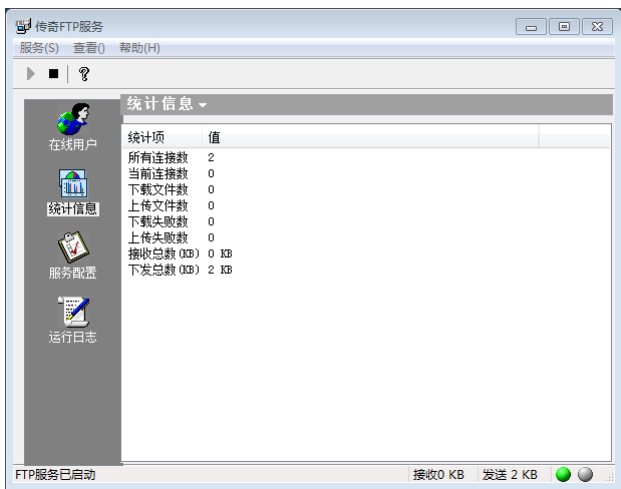 传奇FTP服务
服务(S) 查看() 帮助(H)
统计信息
在线用户
统计信息
服务配置
运行日志
统计项 值
所有连接数 2
当前连接数 0
下载文件数 0
上传文件数 0
下载失败数 0
上传失败数 0
接收总数(KB) 0 KB
下发总数(KB) 2 KB
FTP服务已启动 接收0 KB 发送 2 KB